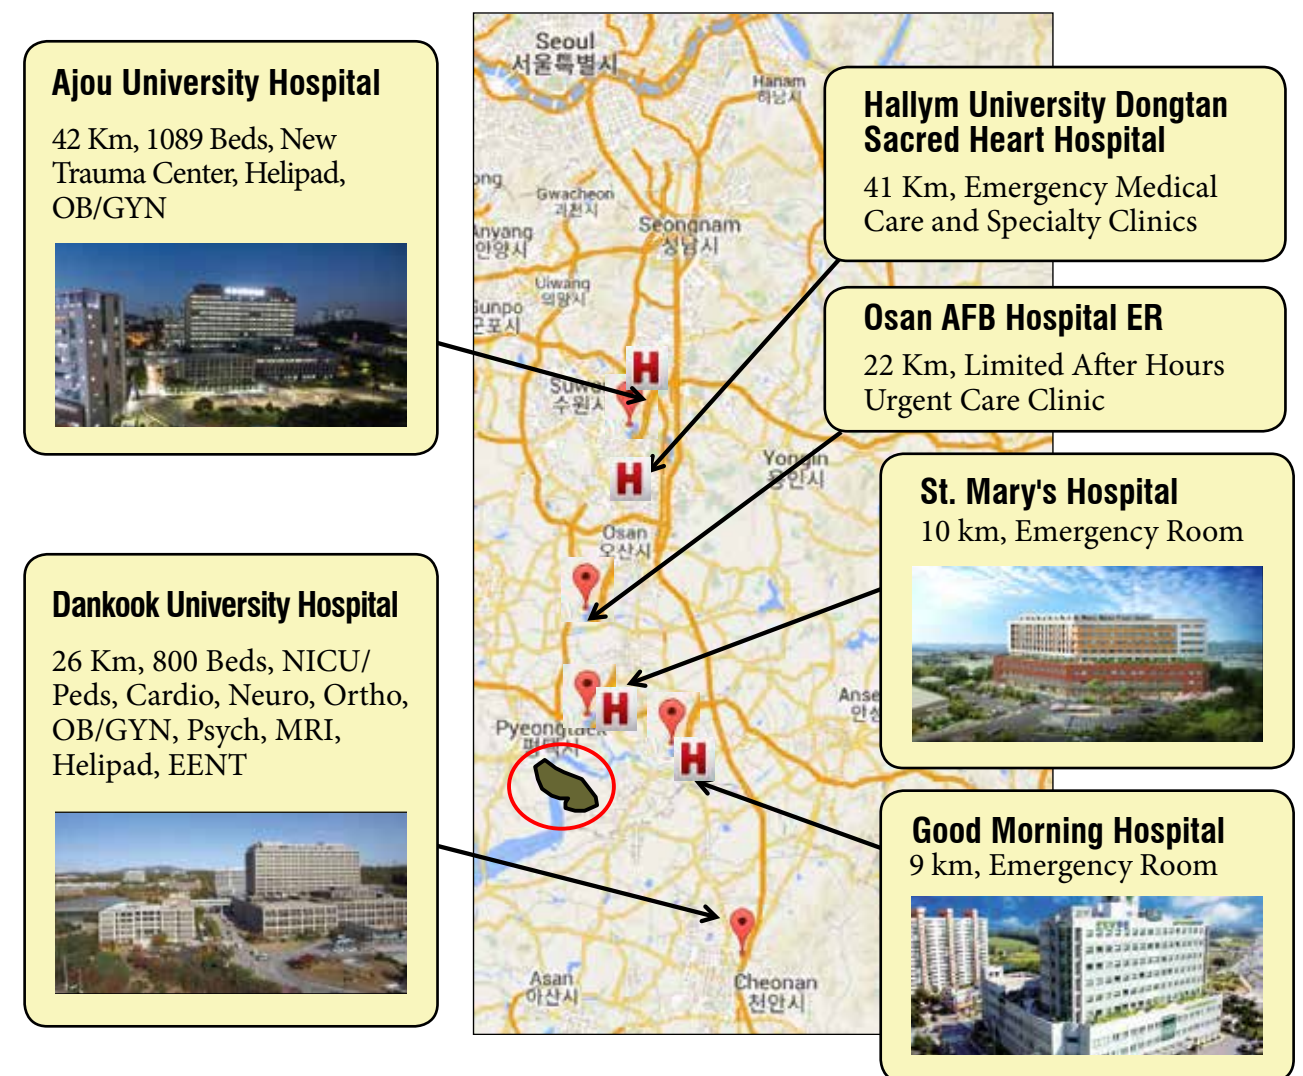 Ajou University Hospital
42 Km, 1089 Beds, New
Trauma Center, Helipad,
OB/GYN
Dankook University Hospital
26 Km, 800 Beds, NICU/
Peds, Cardio, Neuro, Ortho,
OB/GYN, Psych, MRI,
Helipad, EENT
Seoul
서울특별시
Hanam
하남시
Gwacheon
과천시
Anyang
안양시
Seongnam
성남시
Uiwang
의왕시
Gunpo
군포시
수원시
Yongin
용인시
Osan
오산시
Pyeongtaek
평택시
Asan
아산시
Cheonan
천안시
H
H
H
H
Hallym University Dongtan
Sacred Heart Hospital
41 Km, Emergency Medical
Care and Specialty Clinics
Osan AFB Hospital ER
22 Km, Limited After Hours
Urgent Care Clinic
St. Mary's Hospital
10 km, Emergency Room
Good Morning Hospital
9 km, Emergency Room